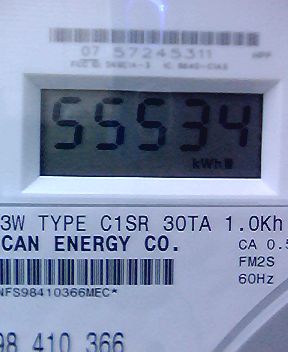 07 57245311
55534
kWh
3W TYPE C1SR 30TA 1.0Kh
CAN ENERGY CO.
CA 0.5
FM2S
60Hz
NFS98410366MEC*
98 410 366